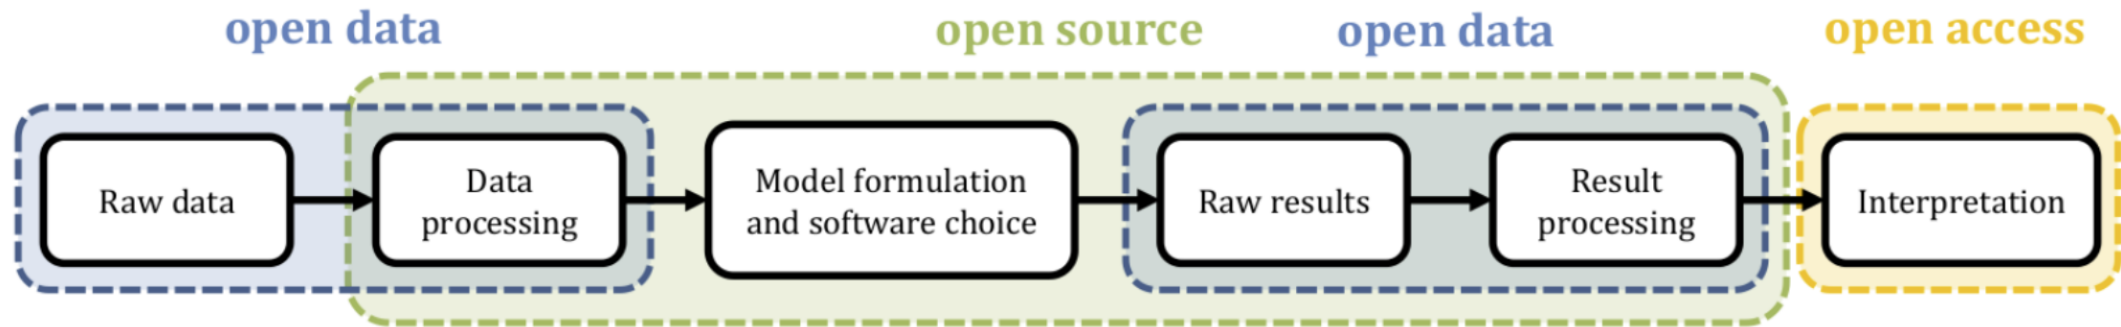 open data
open source
open data
open access
Raw data
Data
processing
Model formulation
and software choice
Raw results
Result
processing
Interpretation